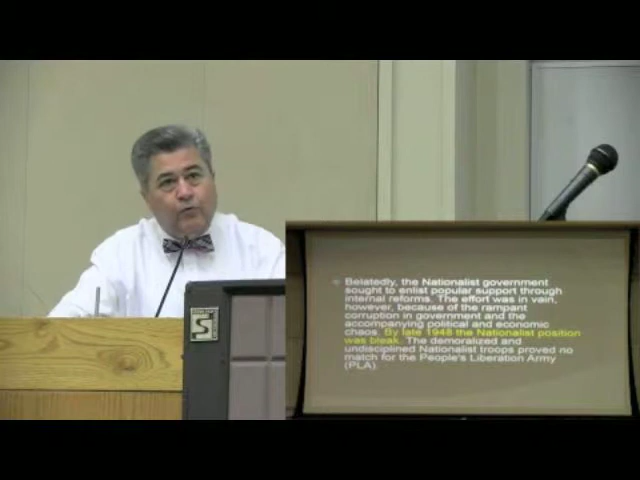 Belatedly, the Nationalist government
sought to enlist popular support through
internal reforms. The effort was in vain,
however, because of the rampant
corruption in government and the
accompanying political and economic
chaos. By late 1948 the Nationalist position
was bleak. The demoralized and
undisciplined Nationalist troops proved no
match for the People's Liberation Army
(PLA).
S